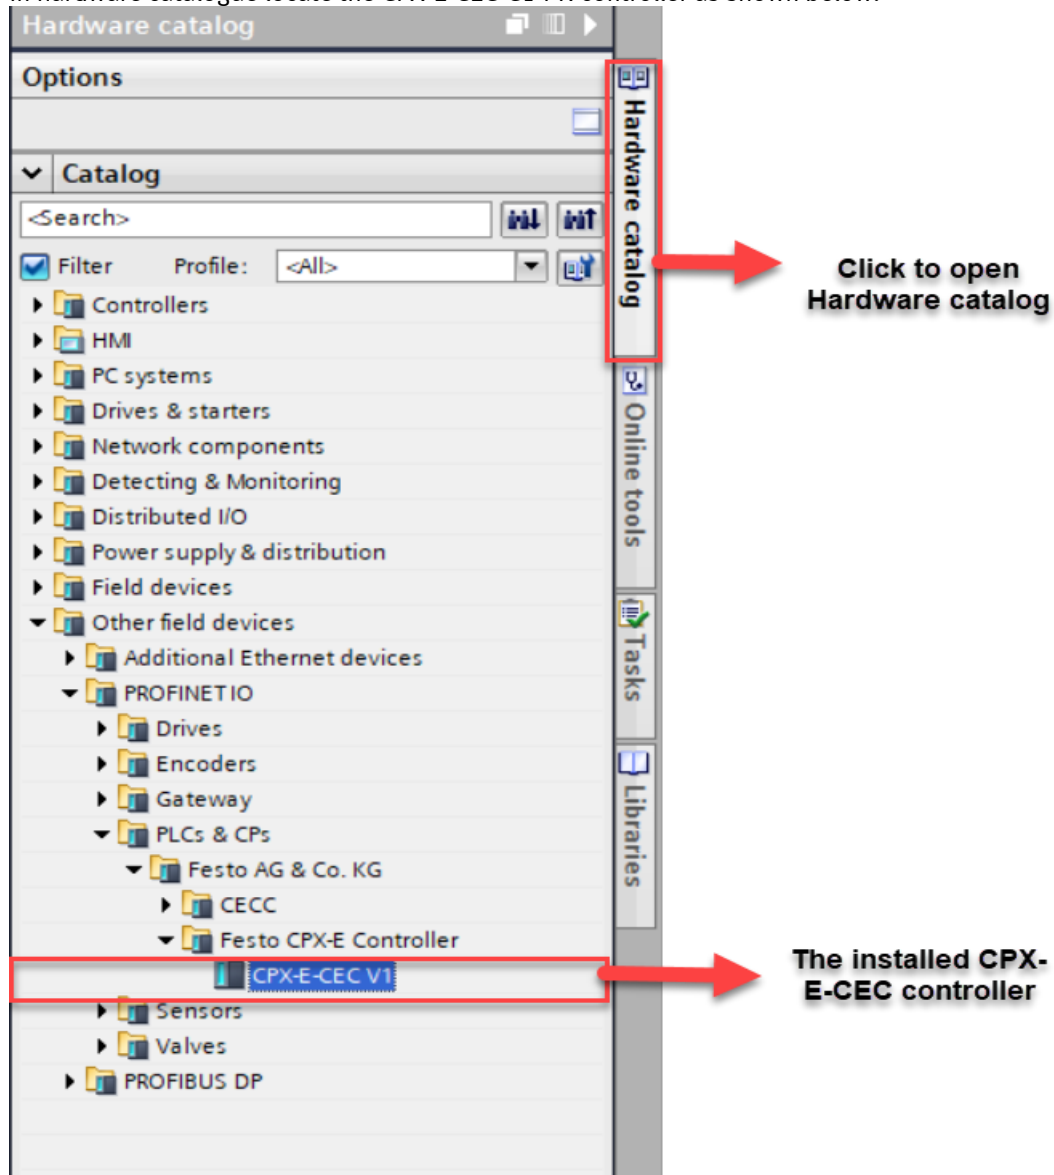 Hardware catalog
Options
Catalog
<Search>
Filter Profile: <All>
Controllers
HMI
PC systems
Drives & starters
Network components
Detecting & Monitoring
Distributed I/O
Power supply & distribution
Field devices
Other field devices
Additional Ethernet devices
PROFINET IO
Drives
Encoders
Gateway
PLCs & CPs
Festo AG & Co. KG
CECC
Festo CPX-E Controller
CPX-E-CEC V1
Sensors
Valves
PROFIBUS DP
Hardware catalog
Online tools
Tasks
Libraries
Click to open
Hardware catalog
The installed CPX-
E-CEC controller